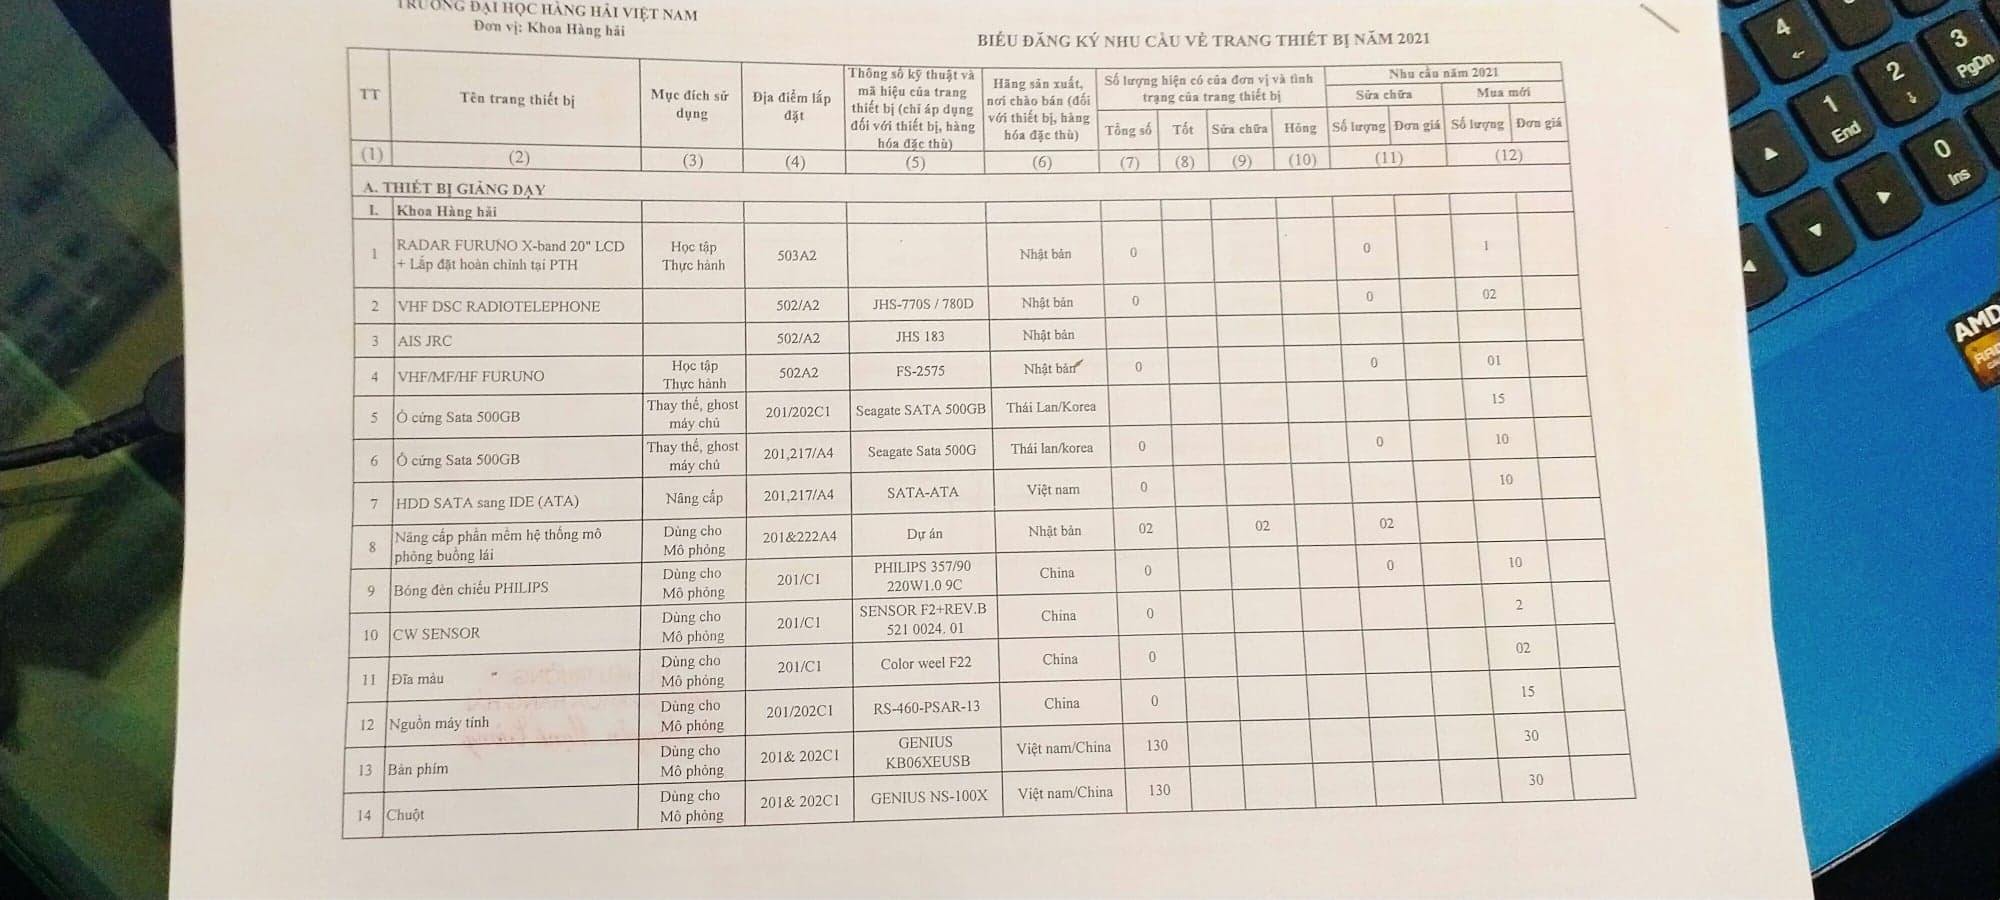 TRƯỜNG ĐẠI HỌC HÀNG HẢI VIỆT NAM
Đơn vị: Khoa Hàng hải
BIỂU ĐĂNG KÝ NHU CẦU VỀ TRANG THIẾT BỊ NĂM 2021
TT Tên trang thiết bị Mục đích sử dụng Địa điểm lắp đặt Thông số kỹ thuật và mã hiệu của trang thiết bị (chỉ áp dụng đối với thiết bị, hàng hóa đặc thù) Hãng sản xuất, nơi chào bán (đối với thiết bị, hàng hóa đặc thù) Số lượng hiện có của đơn vị và tình trạng của trang thiết bị Nhu cầu năm 2021
Sửa chữa Mua mới
Tổng số Tốt Sửa chữa Hỏng Số lượng Đơn giá Số lượng Đơn giá
(1) (2) (3) (4) (5) (6) (7) (8) (9) (10) (11) (12)
A. THIẾT BỊ GIẢNG DẠY
I. Khoa Hàng hải
1 RADAR FURUNO X-band 20" LCD + Lắp đặt hoàn chỉnh tại PTH Học tập Thực hành 503A2 Nhật bản 0 0 1
2 VHF DSC RADIOTELEPHONE 502/A2 JHS-770S / 780D Nhật bản 0 0 02
3 AIS JRC 502/A2 JHS 183 Nhật bản
4 VHF/MF/HF FURUNO Học tập Thực hành 502A2 FS-2575 Nhật bản 0 0 01
5 Ổ cứng Sata 500GB Thay thế, ghost máy chủ 201/202C1 Seagate SATA 500GB Thái Lan/Korea 15
6 Ổ cứng Sata 500GB Thay thế, ghost máy chủ 201,217/A4 Seagate Sata 500G Thái lan/korea 0 0 10
7 HDD SATA sang IDE (ATA) Nâng cấp 201,217/A4 SATA-ATA Việt nam 0 10
8 Nâng cấp phần mềm hệ thống mô phỏng buồng lái Dùng cho Mô phỏng 201&222A4 Dự án Nhật bản 02 02 02
9 Bóng đèn chiếu PHILIPS Dùng cho Mô phỏng 201/C1 PHILIPS 357/90 220W1.0 9C China 0 0 10
10 CW SENSOR Dùng cho Mô phỏng 201/C1 SENSOR F2+REV.B 521 0024. 01 China 0 2
11 Đĩa màu Dùng cho Mô phỏng 201/C1 Color weel F22 China 0 02
12 Nguồn máy tính Dùng cho Mô phỏng 201/202C1 RS-460-PSAR-13 China 0 15
13 Bàn phím Dùng cho Mô phỏng 201& 202C1 GENIUS KB06XEUSB Việt nam/China 130 30
14 Chuột Dùng cho Mô phỏng 201& 202C1 GENIUS NS-100X Việt nam/China 130 30
4
1
End
2
3
PgDn
0
Ins
AMD